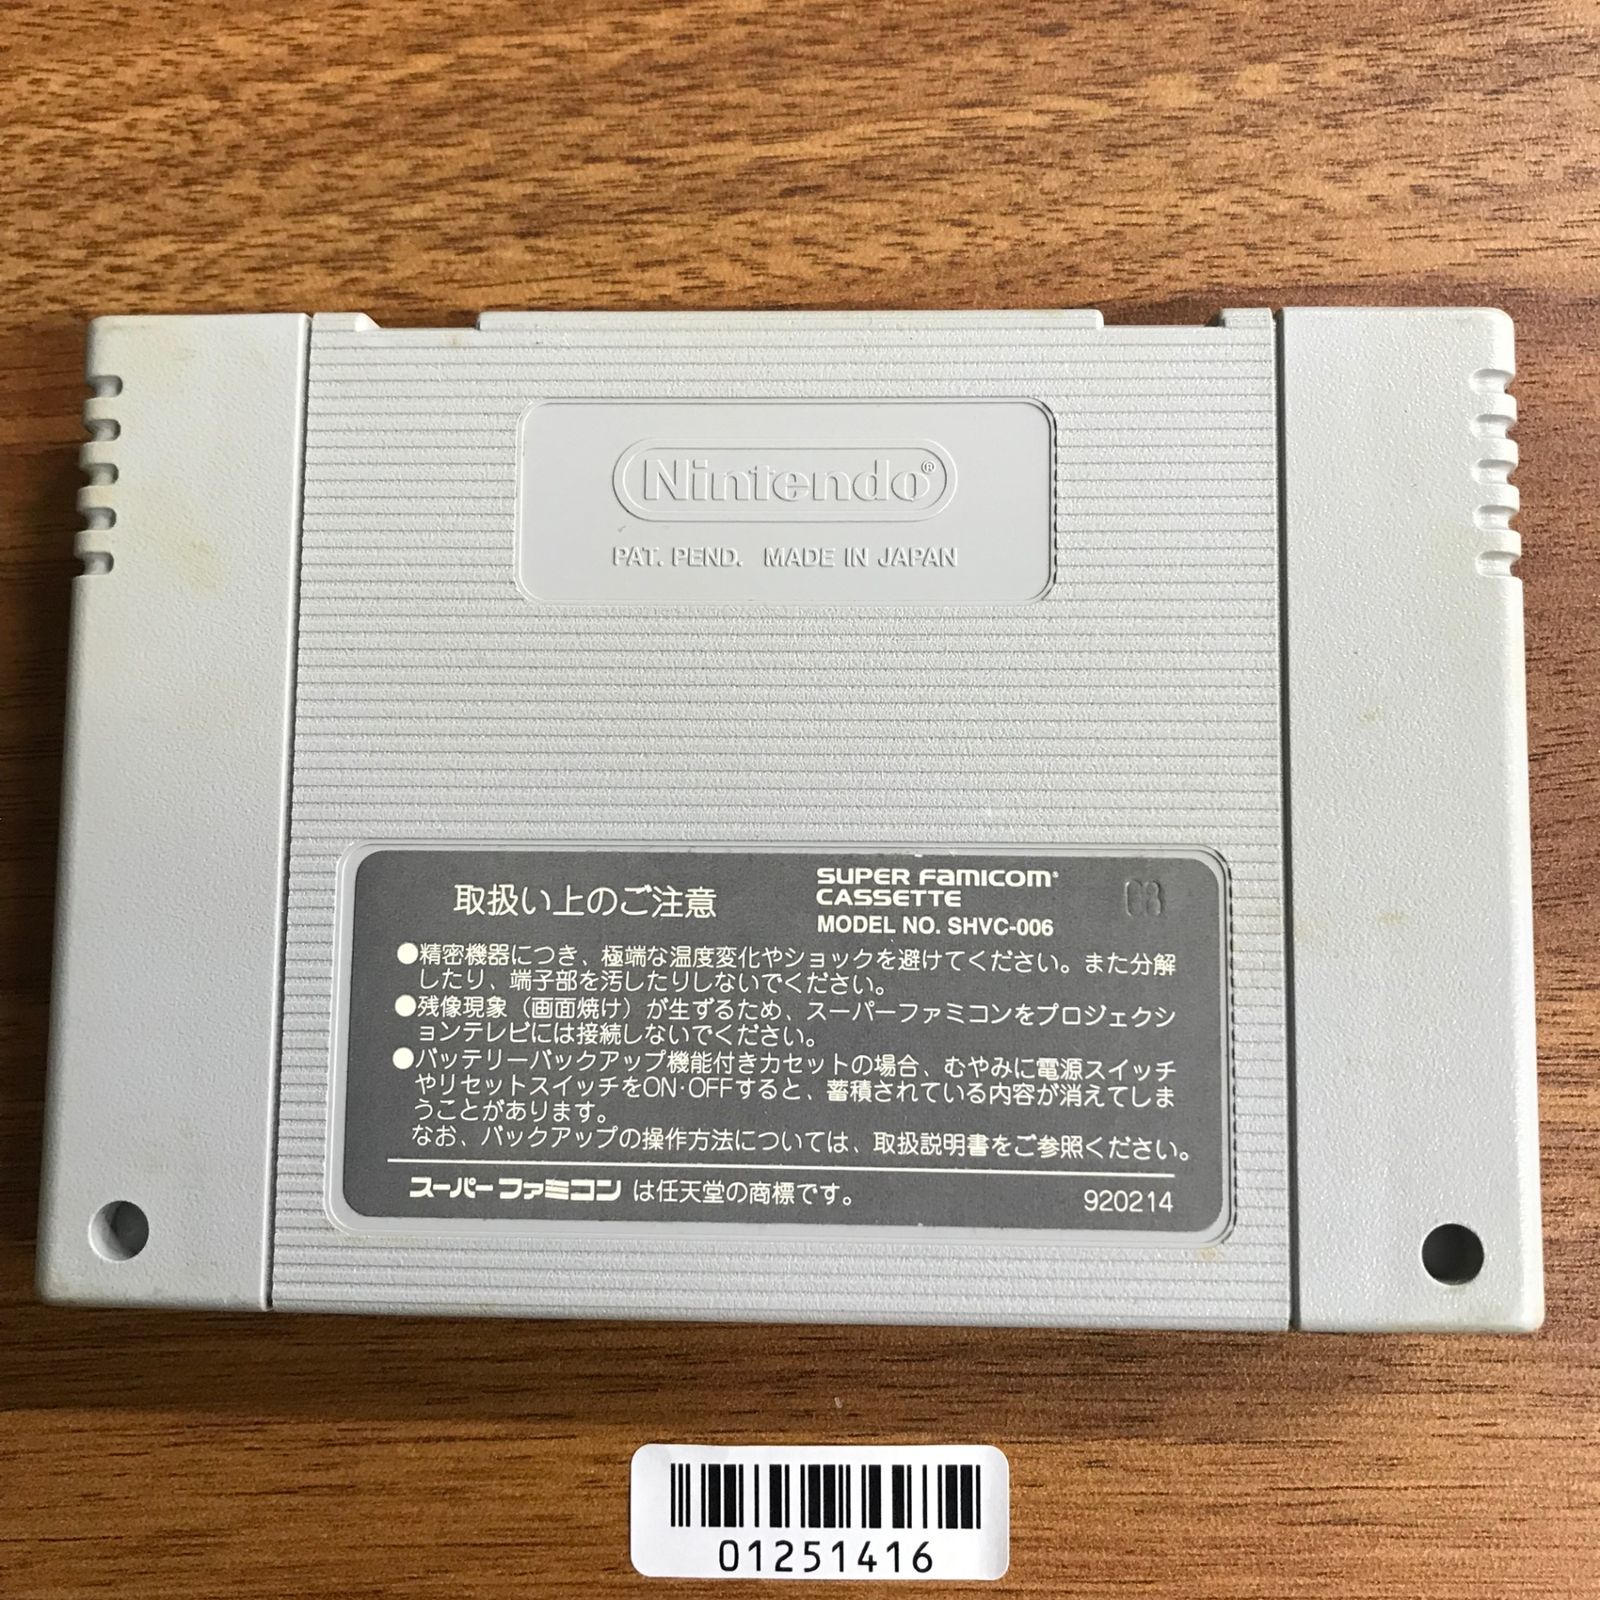 Nintendo®
PAT. PEND. MADE IN JAPAN
取扱い上のご注意
SUPER FAMICOM®
CASSETTE
MODEL NO. SHVC-006
●精密機器につき、極端な温度変化やショックを避けてください。また分解
したり、端子部を汚したりしないでください。
●残像現象（画面焼け）が生ずるため、スーパーファミコンをプロジェクシ
ョンテレビには接続しないでください。
●バッテリーバックアップ機能付きカセットの場合、むやみに電源スイッチ
やリセットスイッチをON・OFFすると、蓄積されている内容が消えてしま
うことがあります。
なお、バックアップの操作方法については、取扱説明書をご参照ください。
スーパーファミコンは任天堂の商標です。
920214
01251416